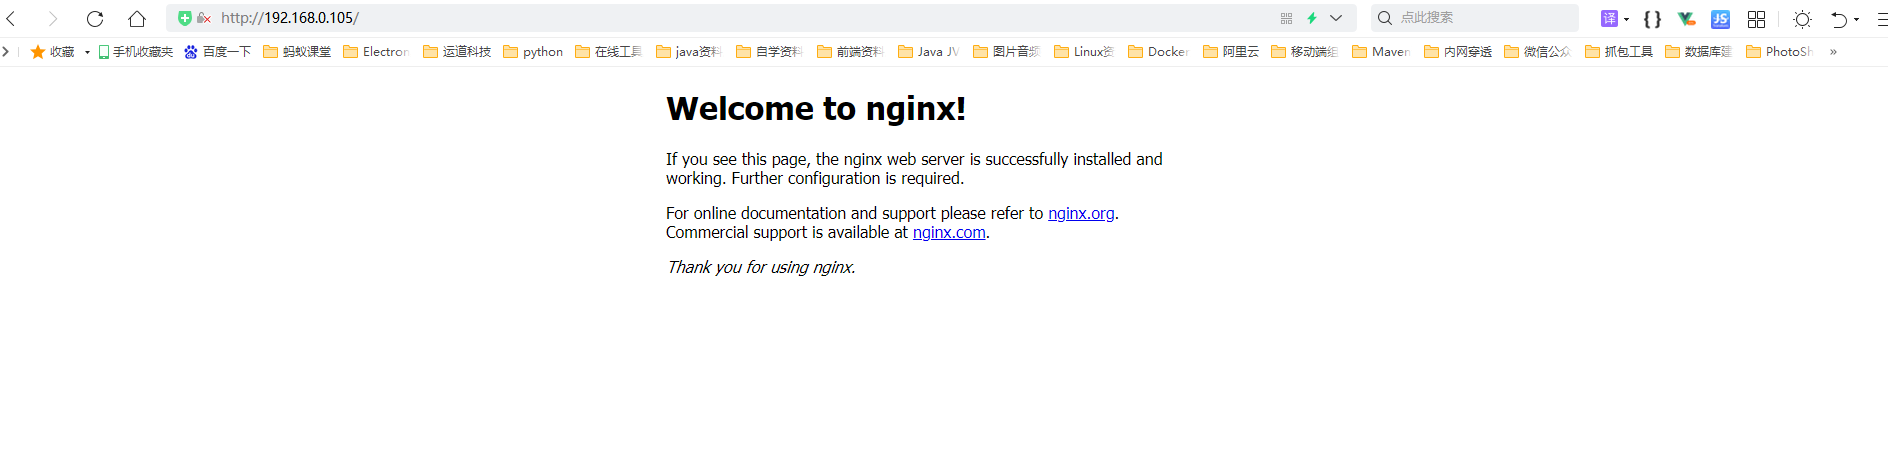 http://192.168.0.105/
点此搜索
译
{ }
JS
收藏 手机收藏夹 百度一下 蚂蚁课堂 Electron 运道科技 python 在线工具 java资料 自学资料 前端资料 Java JV 图片音频 Linux资 Docker 阿里云 移动端组 Maven 内网穿透 微信公众 抓包工具 数据库建 PhotoSh »
Welcome to nginx!
If you see this page, the nginx web server is successfully installed and
working. Further configuration is required.
For online documentation and support please refer to nginx.org.
Commercial support is available at nginx.com.
Thank you for using nginx.